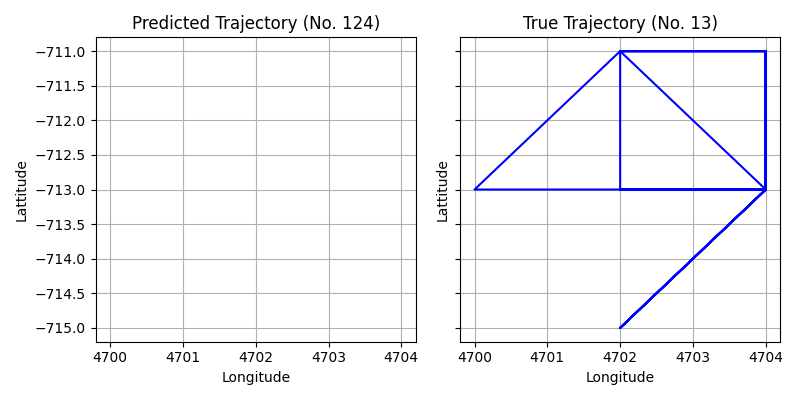 Predicted Trajectory (No. 124)
True Trajectory (No. 13)
−711.0
−711.5
−712.0
−712.5
−713.0
−713.5
−714.0
−714.5
−715.0
Lattitude
Lattitude
4700 4701 4702 4703 4704
4700 4701 4702 4703 4704
Longitude
Longitude